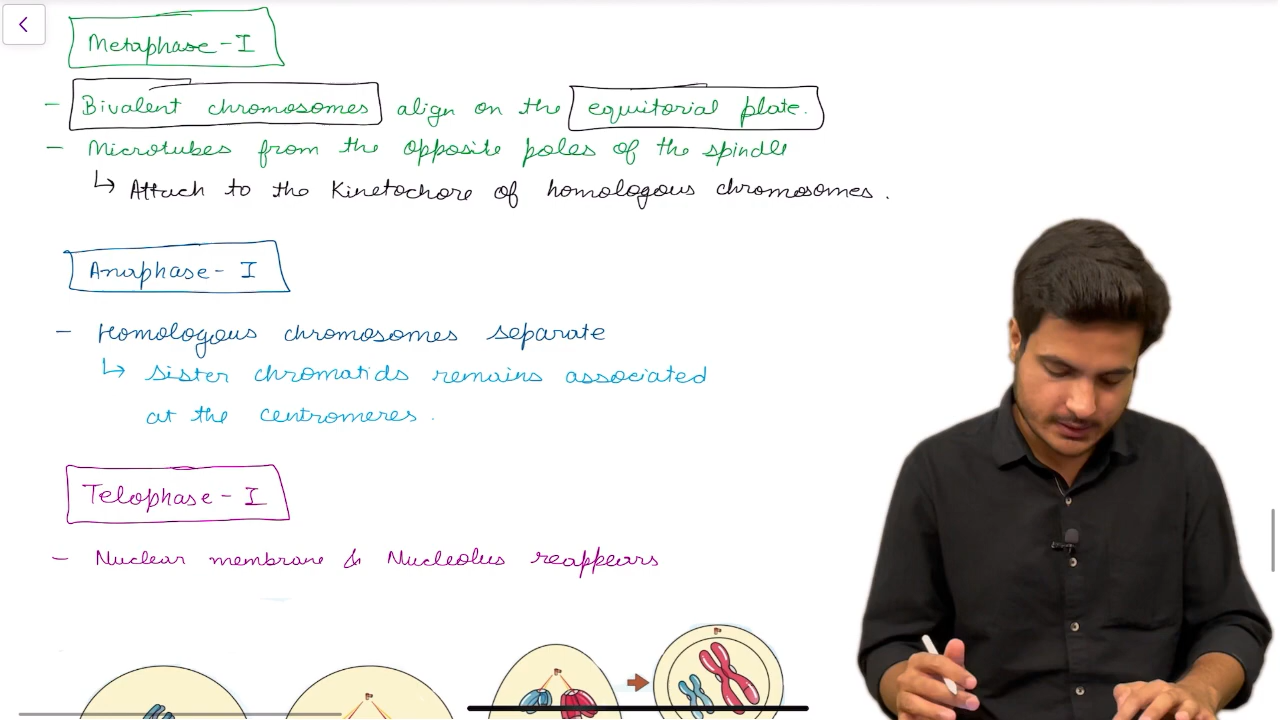 Metaphase - I
- Bivalent chromosomes align on the equitorial plate.
- Microtubes from the opposite poles of the spindle
↳ Attach to the Kinetochore of homologous chromosomes.
Anaphase - I
- Homologous chromosomes separate
↳ sister chromatids remains associated
at the centromeres.
Telophase - I
- Nuclear membrane & Nucleolus reappears